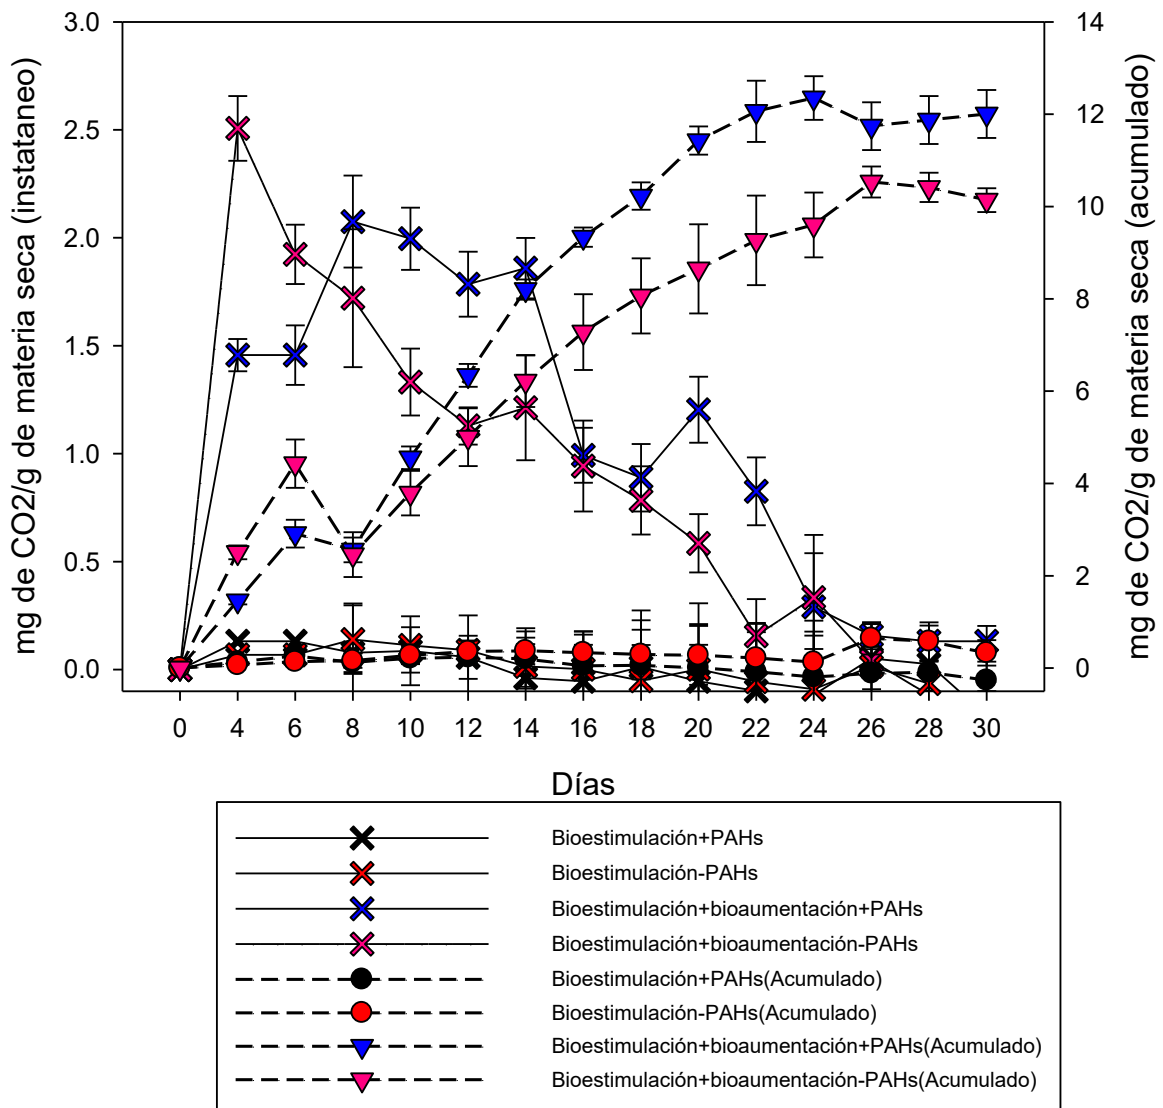 mg de CO2/g de materia seca (instataneo)
3.0
2.5
2.0
1.5
1.0
0.5
0.0
14
12
10
8
6
4
2
0
mg de CO2/g de materia seca (acumulado)
0 4 6 8 10 12 14 16 18 20 22 24 26 28 30
Días
Bioestimulación+PAHs
Bioestimulación-PAHs
Bioestimulación+bioaumentación+PAHs
Bioestimulación+bioaumentación-PAHs
Bioestimulación+PAHs(Acumulado)
Bioestimulación-PAHs(Acumulado)
Bioestimulación+bioaumentación+PAHs(Acumulado)
Bioestimulación+bioaumentación-PAHs(Acumulado)